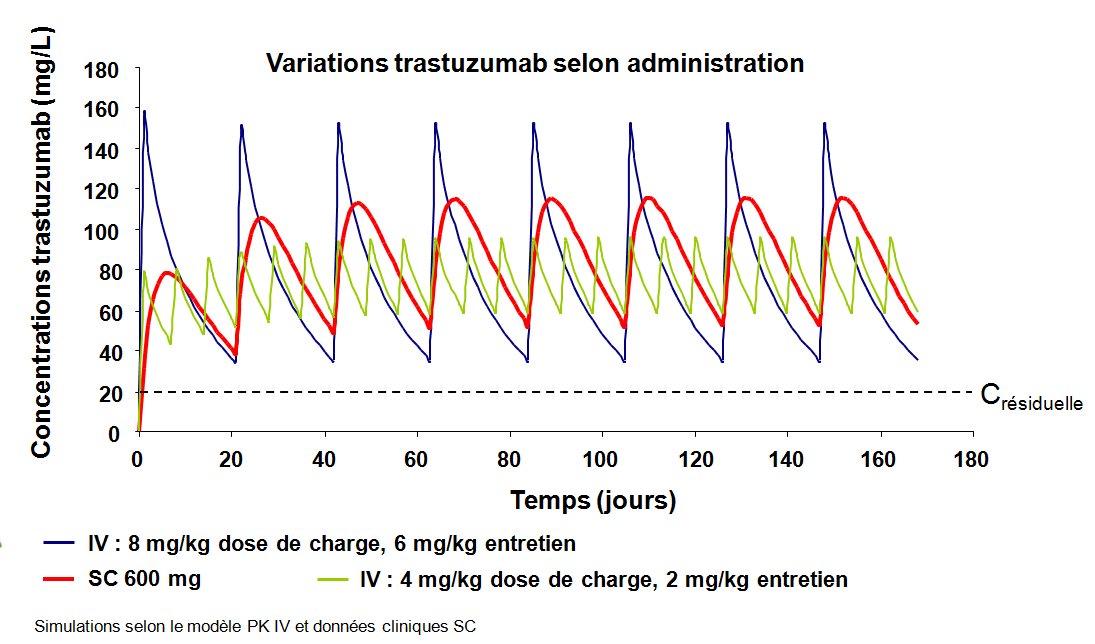 Variations trastuzumab selon administration
Concentrations trastuzumab (mg/L)
180
160
140
120
100
80
60
40
20
0
C résiduelle
0 20 40 60 80 100 120 140 160 180
Temps (jours)
IV : 8 mg/kg dose de charge, 6 mg/kg entretien
SC 600 mg IV : 4 mg/kg dose de charge, 2 mg/kg entretien
Simulations selon le modèle PK IV et données cliniques SC